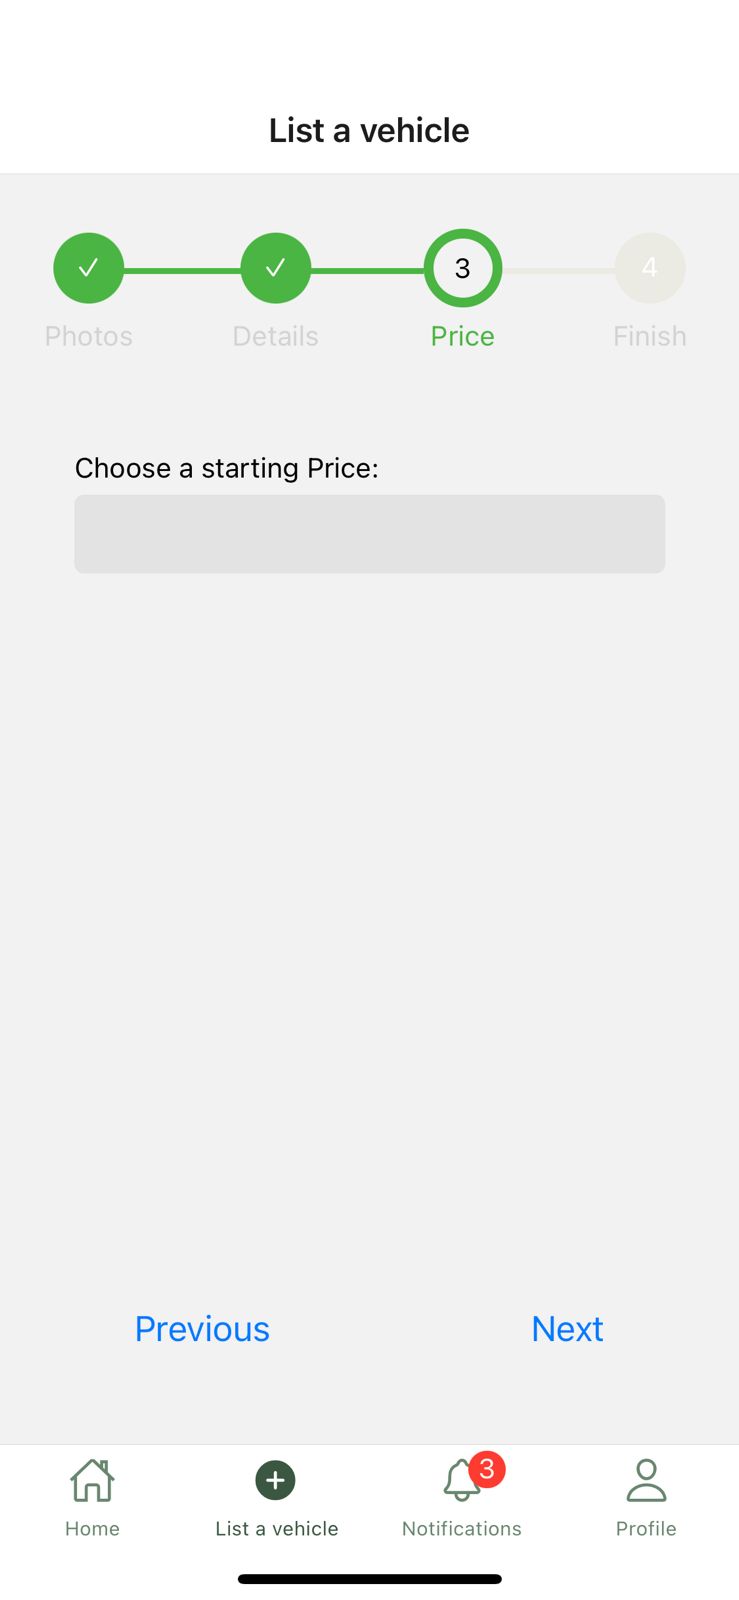 List a vehicle
3
4
Photos
Details
Price
Finish
Choose a starting Price:
Previous
Next
3
Home
List a vehicle
Notifications
Profile